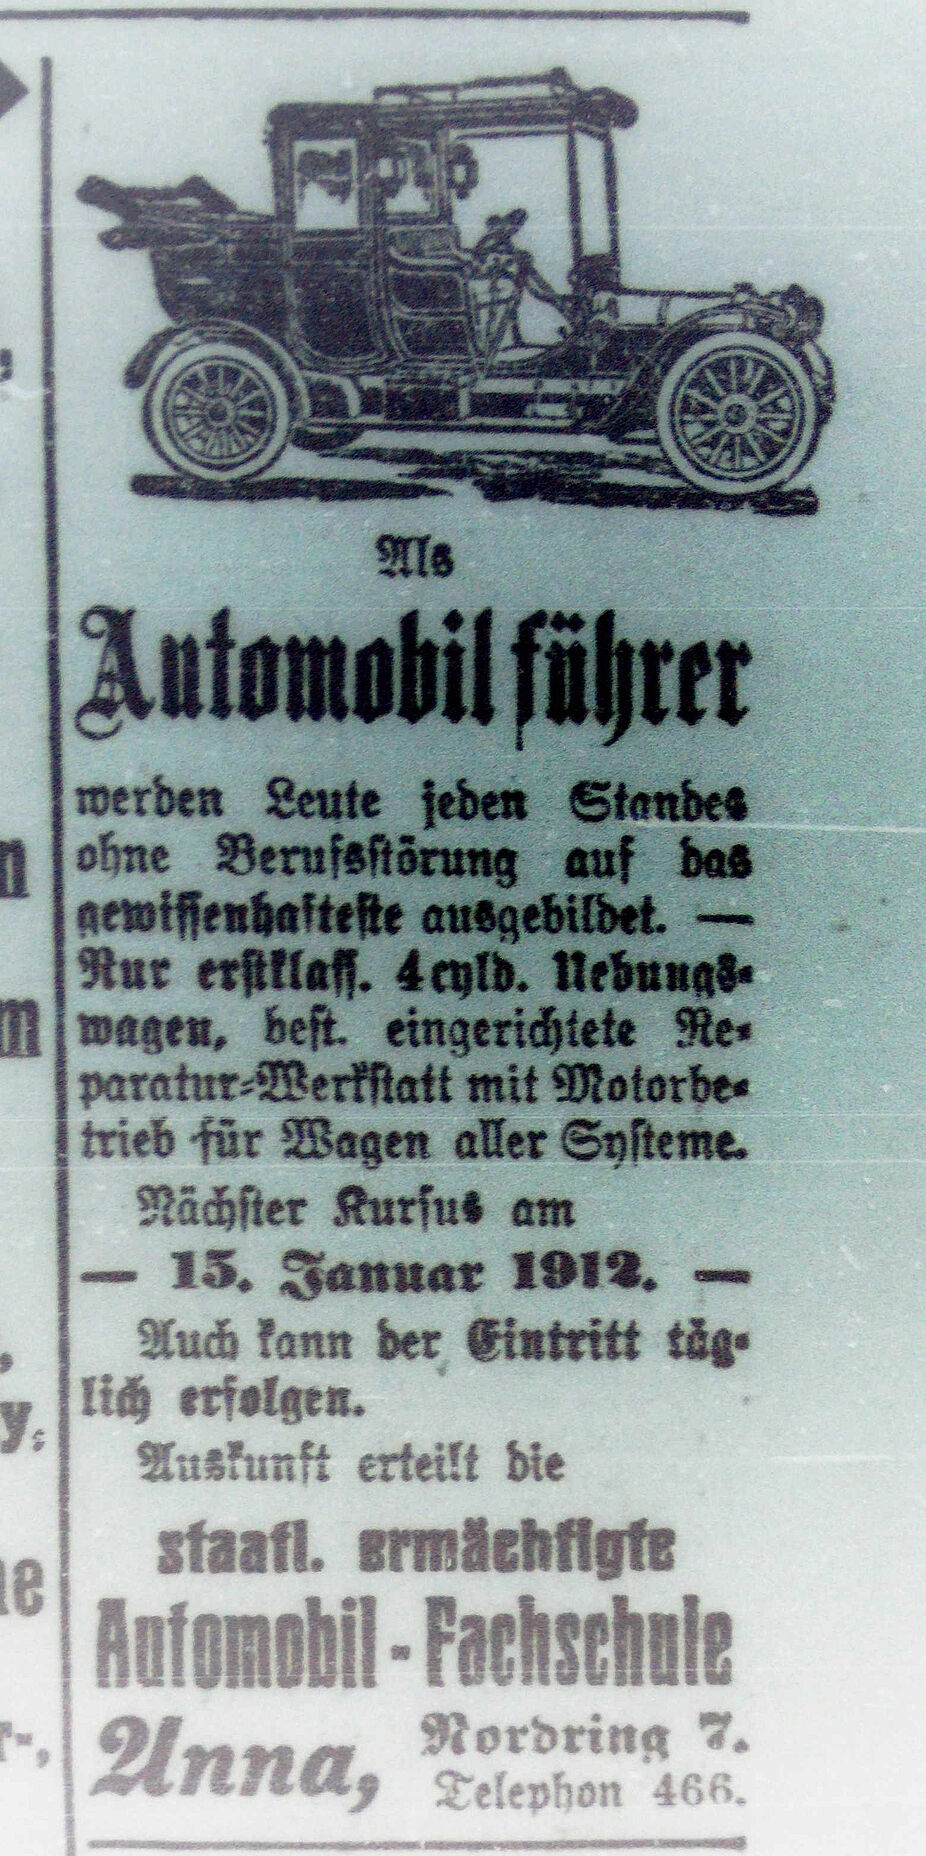 Als
Automobilführer
werden Leute jeden Standes
ohne Berufsstörung auf das
gewissenhafteste ausgebildet. —
Nur erstklass. 4cyld. Uebungs-
wagen, best. eingerichtete Re-
paratur-Werkstatt mit Motorbe-
trieb für Wagen aller Systeme.
Nächster Kursus am
— 15. Januar 1912. —
Auch kann der Eintritt täg-
lich erfolgen.
Auskunft erteilt die
staatl. ermächtigte
Automobil-Fachschule
Unna, Nordring 7.
Telephon 466.